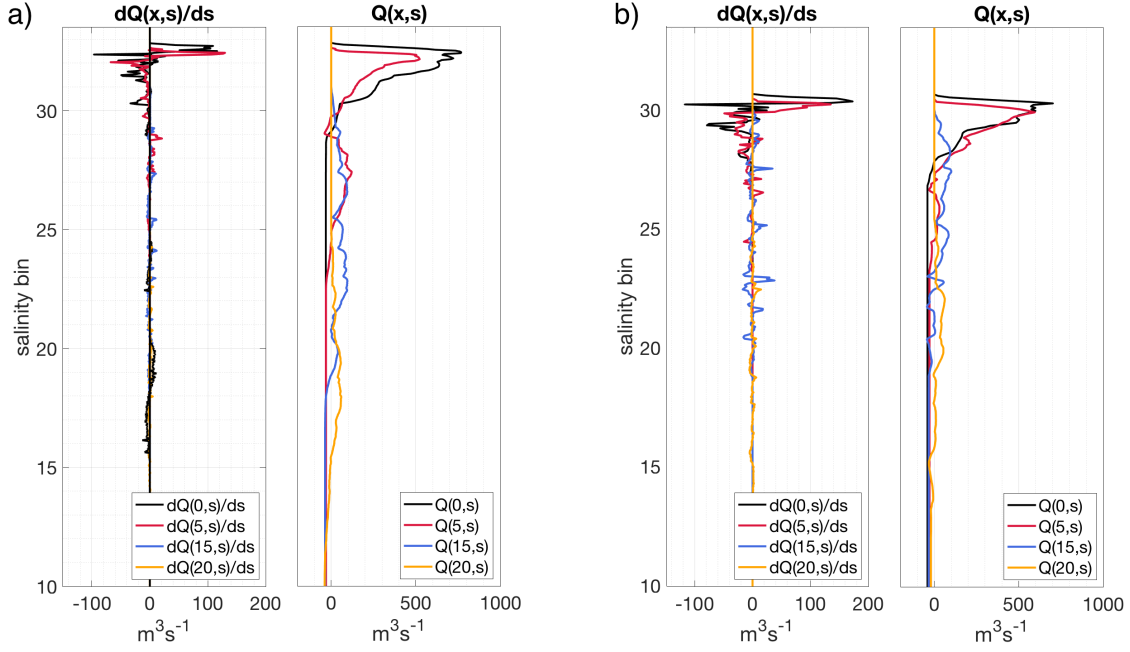 a)
dQ(x,s)/ds
Q(x,s)
salinity bin
30
25
20
15
10
dQ(0,s)/ds
dQ(5,s)/ds
dQ(15,s)/ds
dQ(20,s)/ds
-100 0 100 200
m³s⁻¹
Q(0,s)
Q(5,s)
Q(15,s)
Q(20,s)
0 500 1000
m³s⁻¹
b)
dQ(x,s)/ds
Q(x,s)
salinity bin
30
25
20
15
10
dQ(0,s)/ds
dQ(5,s)/ds
dQ(15,s)/ds
dQ(20,s)/ds
-100 0 100 200
m³s⁻¹
Q(0,s)
Q(5,s)
Q(15,s)
Q(20,s)
0 500 1000
m³s⁻¹